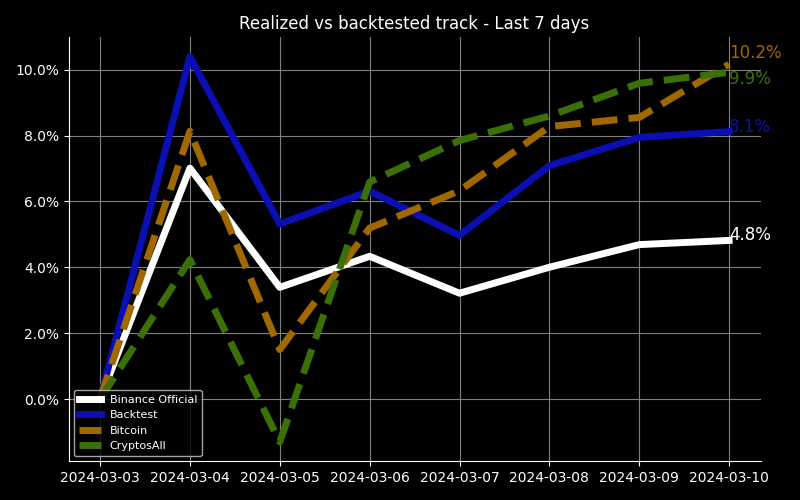 Realized vs backtested track - Last 7 days
10.0%
8.0%
6.0%
4.0%
2.0%
0.0%
10.2%
9.9%
8.1%
4.8%
Binance Official
Backtest
Bitcoin
CryptosAll
2024-03-03 2024-03-04 2024-03-05 2024-03-06 2024-03-07 2024-03-08 2024-03-09 2024-03-10